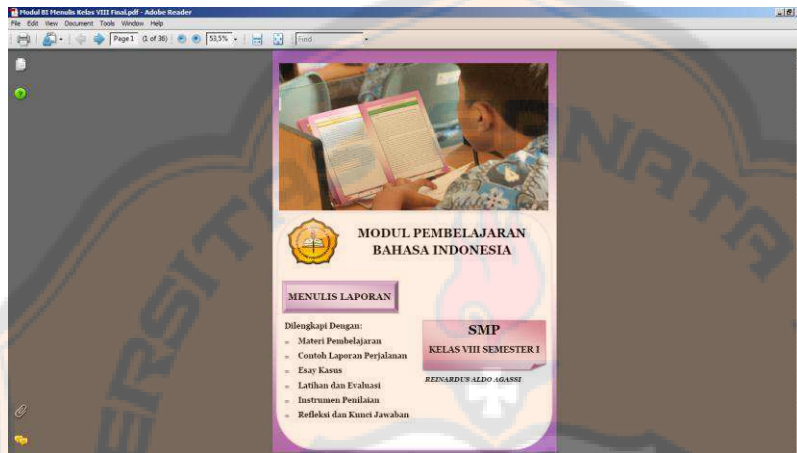 Modul BI Menulis Kelas VIII Final.pdf - Adobe Reader
File Edit View Document Tools Window Help
Page 1 (1 of 36) 53,5% Find
MODUL PEMBELAJARAN
BAHASA INDONESIA
MENULIS LAPORAN
Dilengkapi Dengan:
Materi Pembelajaran
Contoh Laporan Perjalanan
Esay Kasus
Latihan dan Evaluasi
Instrumen Penilaian
Refleksi dan Kunci Jawaban
SMP
KELAS VIII SEMESTER I
REINARDUS ALDO AGASSI